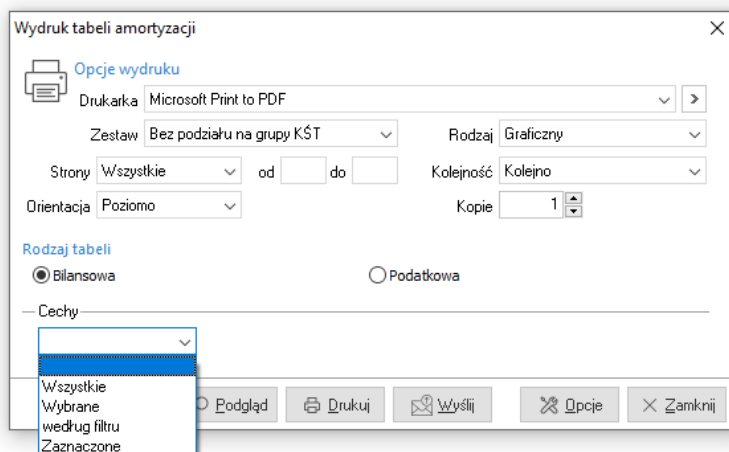 Wydruk tabeli amortyzacji
Opcje wydruku
Drukarka Microsoft Print to PDF
Zestaw Bez podziału na grupy KŚT Rodzaj Graficzny
Strony Wszystkie od do Kolejność Kolejno
Orientacja Poziomo Kopie 1
Rodzaj tabeli
Bilansowa Podatkowa
Cechy
Wszystkie
Wybrane
według filtru
Zaznaczone
Podgląd Drukuj Wyślij Opcje Zamknij